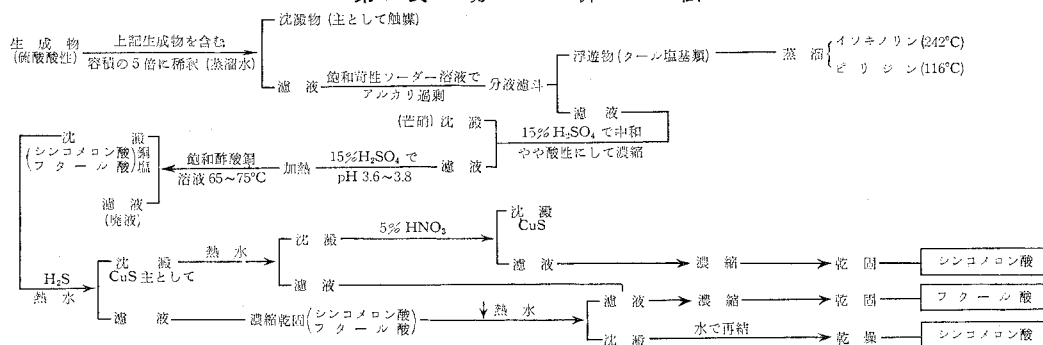 沈澱物 (主として触媒)
生成物 上記生成物を含む
(硫酸酸性) 容積の5倍に稀釈 (蒸溜水)
浮遊物 (タール塩基類) 蒸溜 イソキノリン (242°C)
ピリジン (116°C)
濾液 飽和苛性ソーダー溶液で 分液濾斗
アルカリ過剰
濾液
(芒硝) 沈澱 15% H₂SO₄ で中和
やや酸性にして濃縮
沈澱
(シンコメロン酸 フタール酸) 銅塩 飽和酢酸銅 加熱 15%H₂SO₄ で 濾液
溶液 65~75°C pH 3.6~3.8
濾液
(廃液)
沈澱 5% HNO₃ 沈澱
CuS
沈澱 熱水
CuS 主として
濾液 濃縮 乾固 シンコメロン酸
H₂S
熱水
濾液
濾液 濃縮 乾固 フタール酸
濾液 濃縮乾固 (シンコメロン酸 フタール酸) 熱水
沈澱 水で再結 乾燥 シンコメロン酸